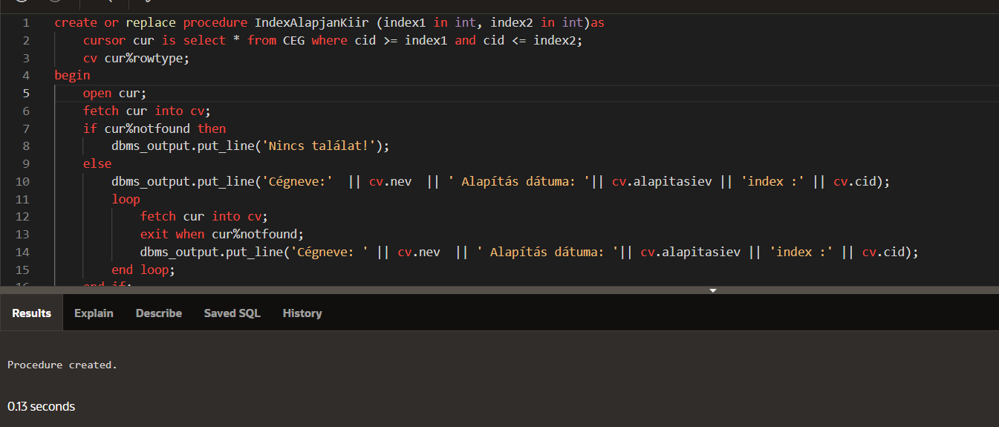 1 create or replace procedure IndexAlapjanKiir (index1 in int, index2 in int)as
2 cursor cur is select * from CEG where cid >= index1 and cid <= index2;
3 cv cur%rowtype;
4 begin
5 open cur;
6 fetch cur into cv;
7 if cur%notfound then
8 dbms_output.put_line('Nincs találat!');
9 else
10 dbms_output.put_line('Cégneve:'  || cv.nev  || ' Alapítás dátuma: '|| cv.alapitasiev || 'index :' || cv.cid);
11 loop
12 fetch cur into cv;
13 exit when cur%notfound;
14 dbms_output.put_line('Cégneve: ' || cv.nev  || ' Alapítás dátuma: '|| cv.alapitasiev || 'index :' || cv.cid);
15 end loop;
16 end if;
Results Explain Describe Saved SQL History
Procedure created.
0.13 seconds